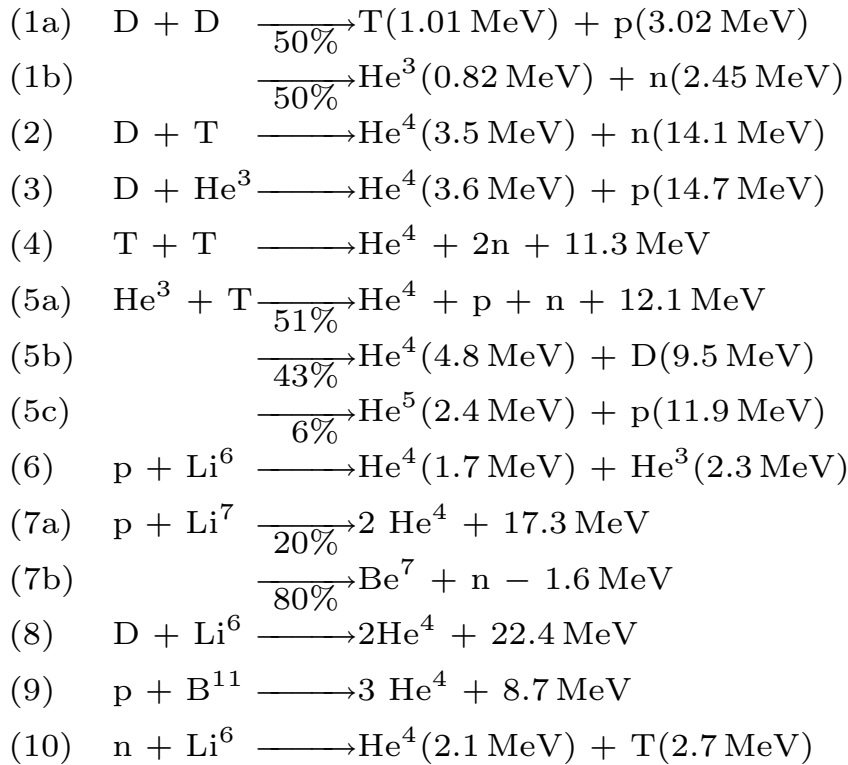 (1a) D + D ⟶ 50% T(1.01 MeV) + p(3.02 MeV)
(1b) ⟶ 50% He³(0.82 MeV) + n(2.45 MeV)
(2) D + T ⟶ He⁴(3.5 MeV) + n(14.1 MeV)
(3) D + He³ ⟶ He⁴(3.6 MeV) + p(14.7 MeV)
(4) T + T ⟶ He⁴ + 2n + 11.3 MeV
(5a) He³ + T ⟶ 51% He⁴ + p + n + 12.1 MeV
(5b) ⟶ 43% He⁴(4.8 MeV) + D(9.5 MeV)
(5c) ⟶ 6% He⁵(2.4 MeV) + p(11.9 MeV)
(6) p + Li⁶ ⟶ He⁴(1.7 MeV) + He³(2.3 MeV)
(7a) p + Li⁷ ⟶ 20% 2 He⁴ + 17.3 MeV
(7b) ⟶ 80% Be⁷ + n − 1.6 MeV
(8) D + Li⁶ ⟶ 2He⁴ + 22.4 MeV
(9) p + B¹¹ ⟶ 3 He⁴ + 8.7 MeV
(10) n + Li⁶ ⟶ He⁴(2.1 MeV) + T(2.7 MeV)